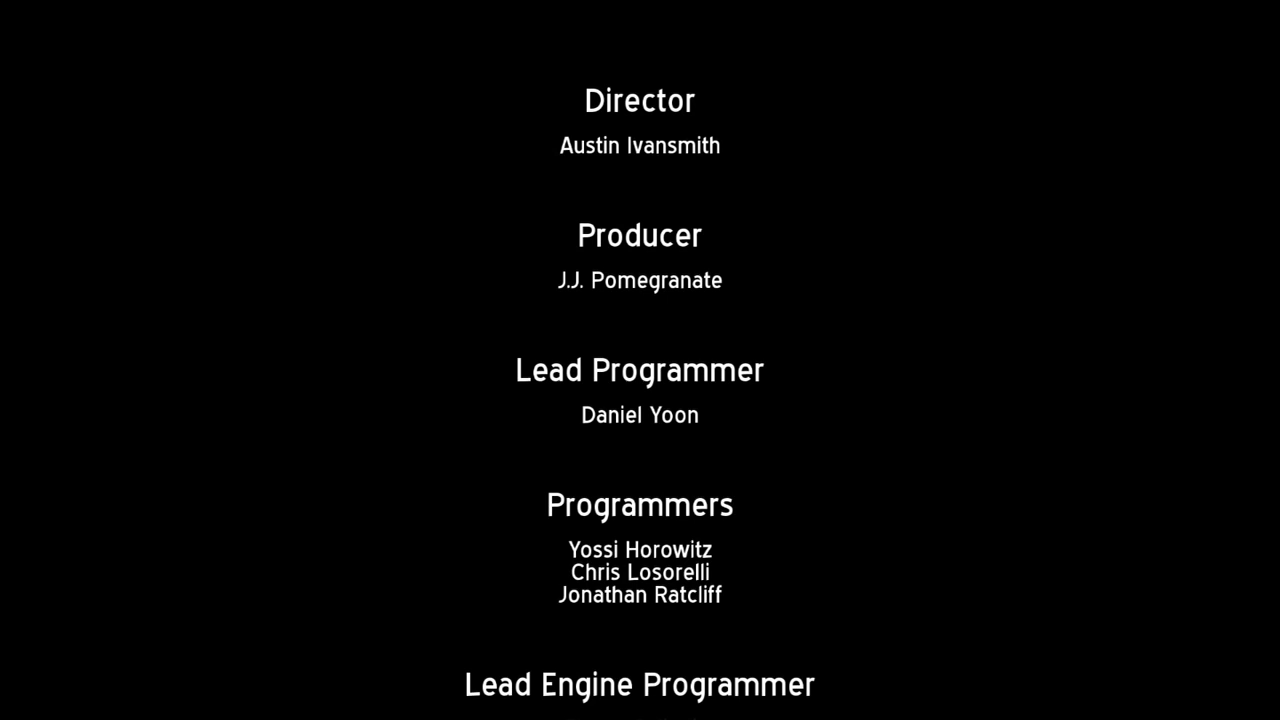 Director
Austin Ivansmith
Producer
J.J. Pomegranate
Lead Programmer
Daniel Yoon
Programmers
Yossi Horowitz
Chris Losorelli
Jonathan Ratcliff
Lead Engine Programmer